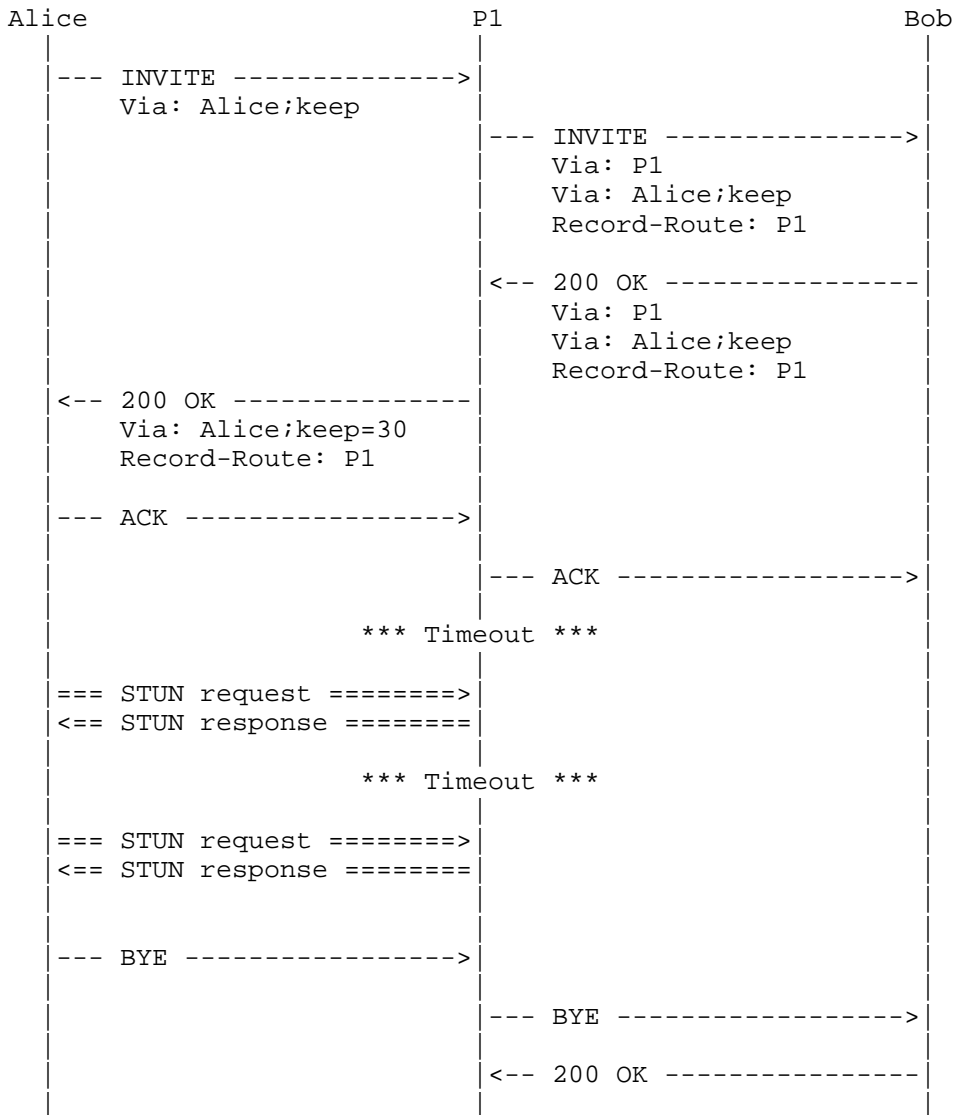 Alice P1 Bob
--- INVITE -------------->
Via: Alice;keep
--- INVITE --------------->
Via: P1
Via: Alice;keep
Record-Route: P1
<-- 200 OK ----------------
Via: P1
Via: Alice;keep
Record-Route: P1
<-- 200 OK ---------------
Via: Alice;keep=30
Record-Route: P1
--- ACK ----------------->
--- ACK ------------------>
*** Timeout ***
=== STUN request ========>
<== STUN response ========
*** Timeout ***
=== STUN request ========>
<== STUN response ========
--- BYE ----------------->
--- BYE ------------------>
<-- 200 OK ----------------